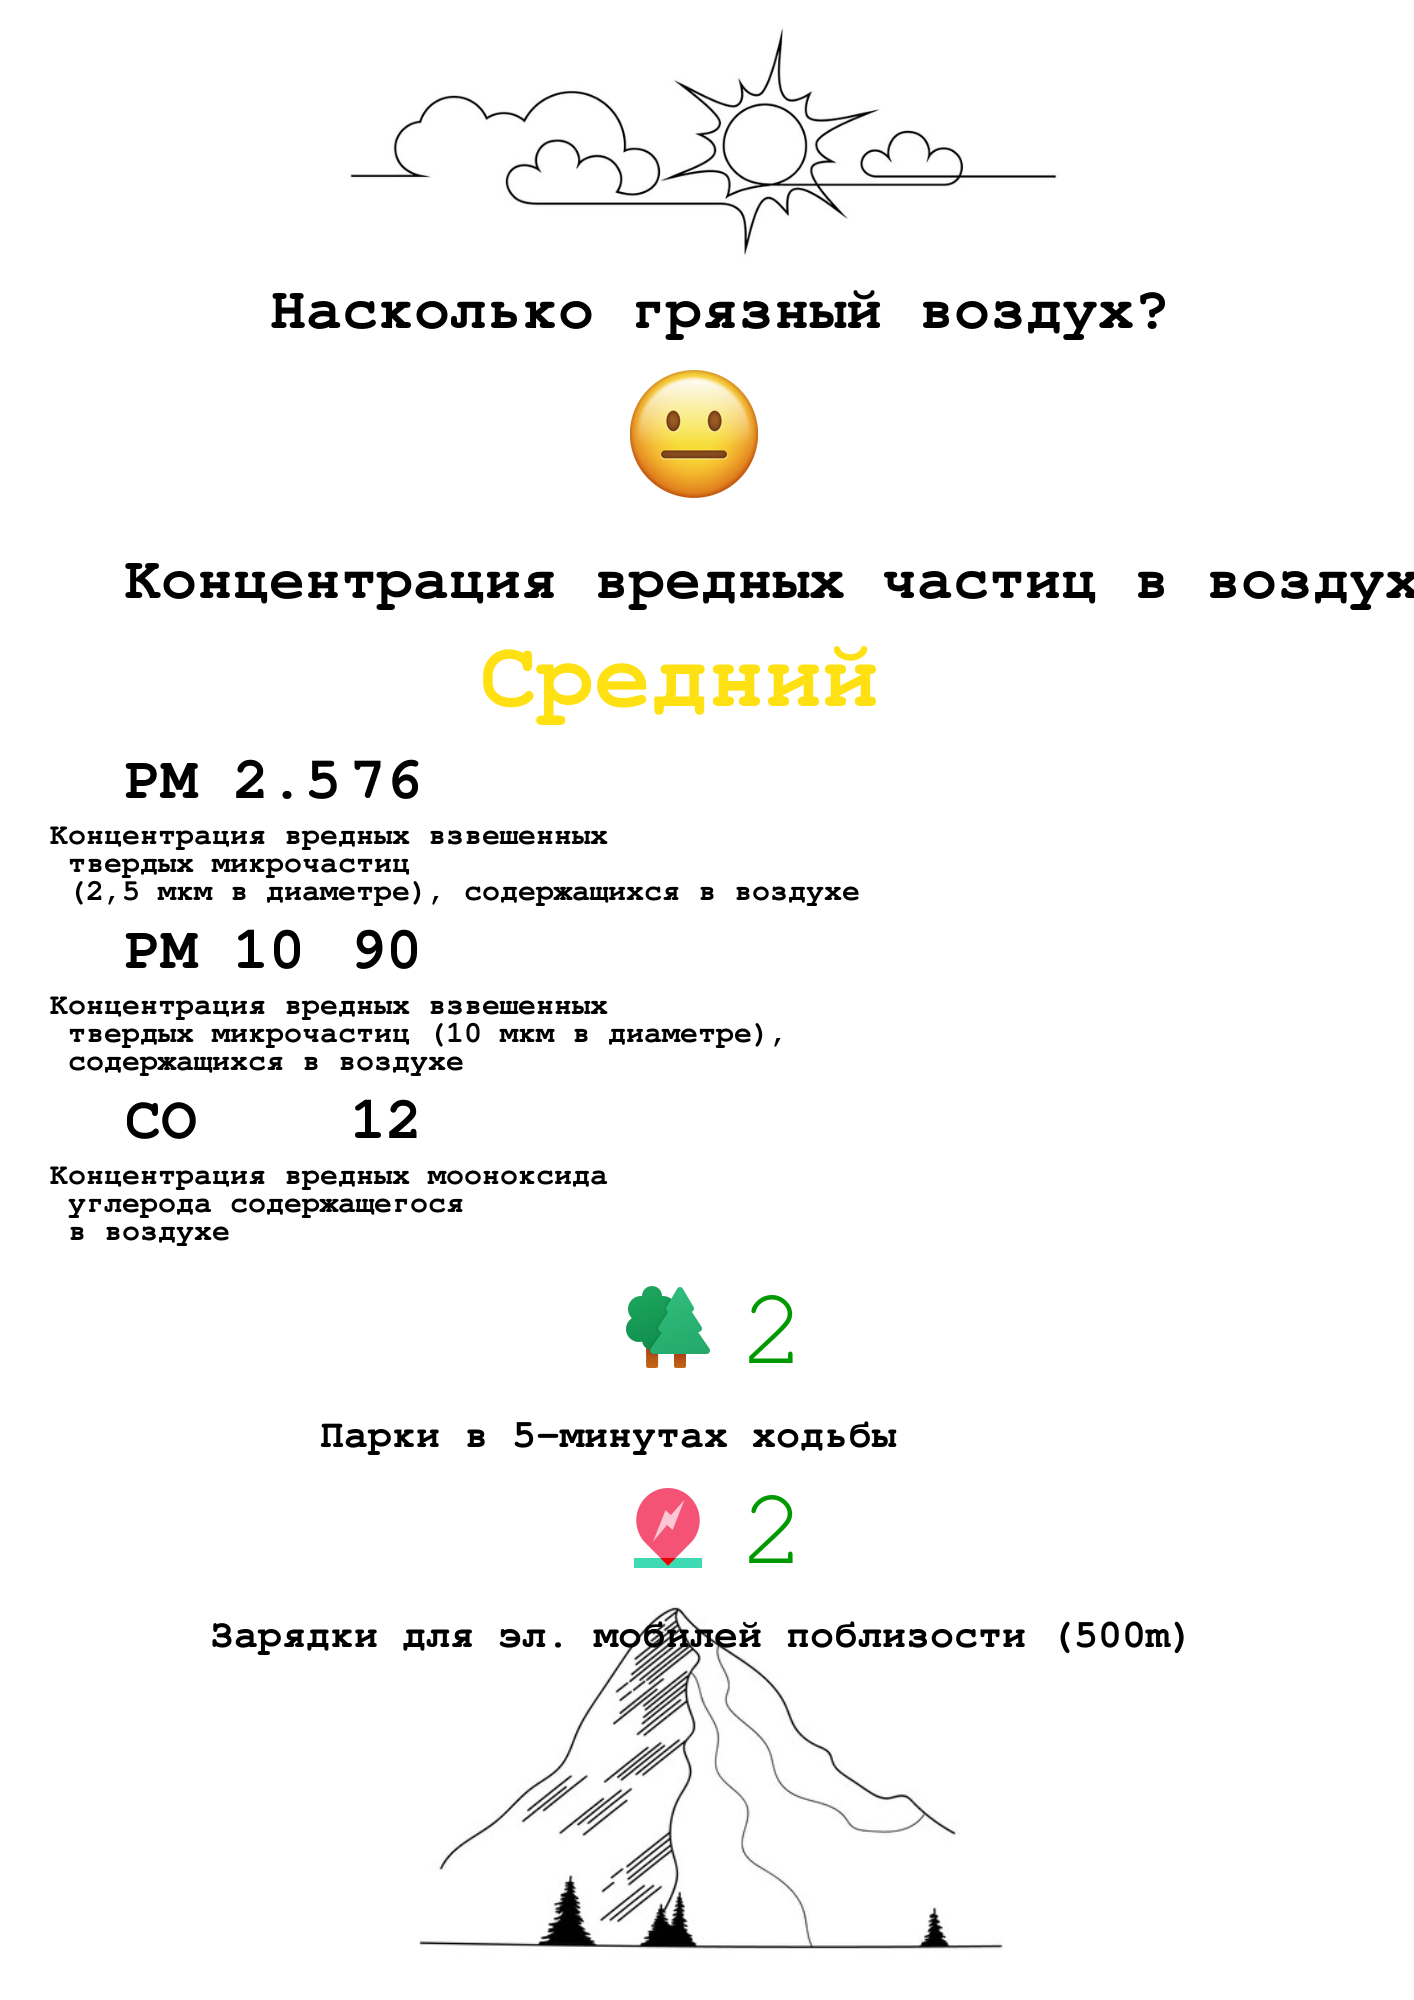 Насколько грязный воздух?
Концентрация вредных частиц в воздух
Средний
PM 2.5 76
Концентрация вредных взвешенных
твердых микрочастиц
(2,5 мкм в диаметре), содержащихся в воздухе
PM 10 90
Концентрация вредных взвешенных
твердых микрочастиц (10 мкм в диаметре),
содержащихся в воздухе
CO 12
Концентрация вредных мооноксида
углерода содержащегося
в воздухе
2
Парки в 5-минутах ходьбы
2
Зарядки для эл. мобилей поблизости (500m)